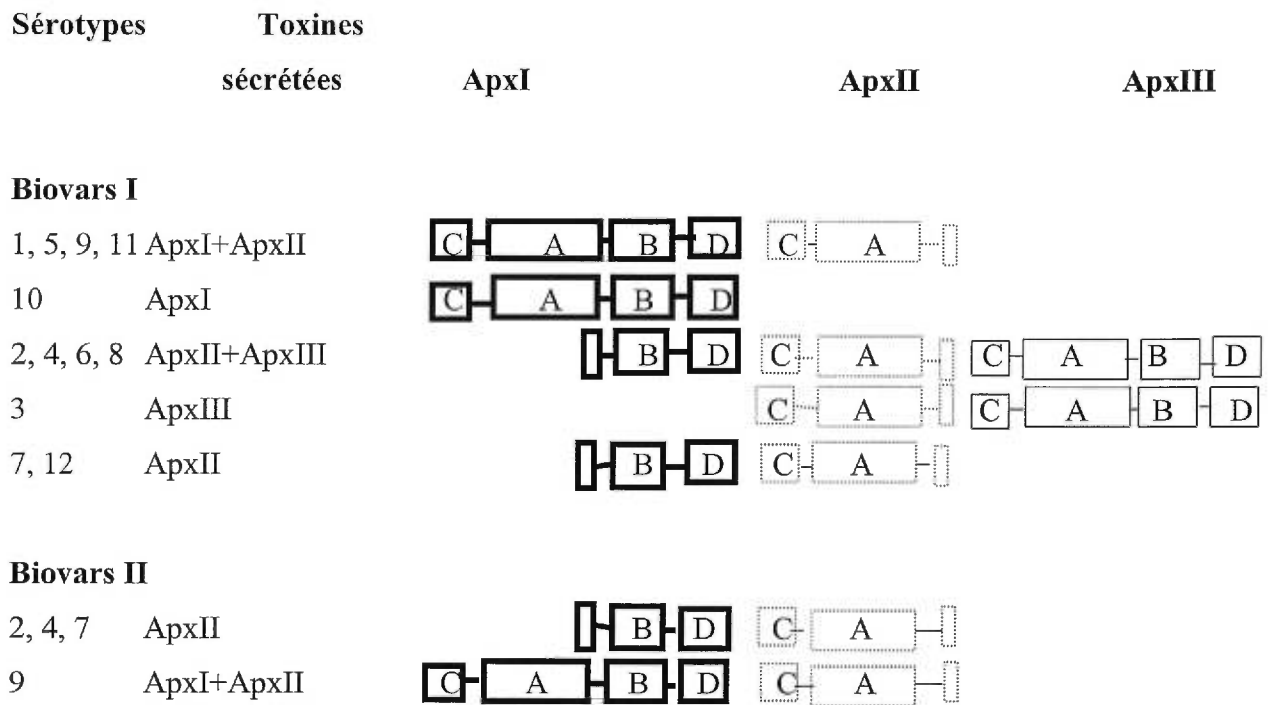 Sérotypes Toxines
sécrétées ApxI ApxII ApxIII
Biovars I
1, 5, 9, 11 ApxI+ApxII C A B D C A
10 ApxI C A B D
2, 4, 6, 8 ApxII+ApxIII B D C A C A B D
3 ApxIII C A C A B D
7, 12 ApxII B D C A
Biovars II
2, 4, 7 ApxII B D C A
9 ApxI+ApxII C A B D C A